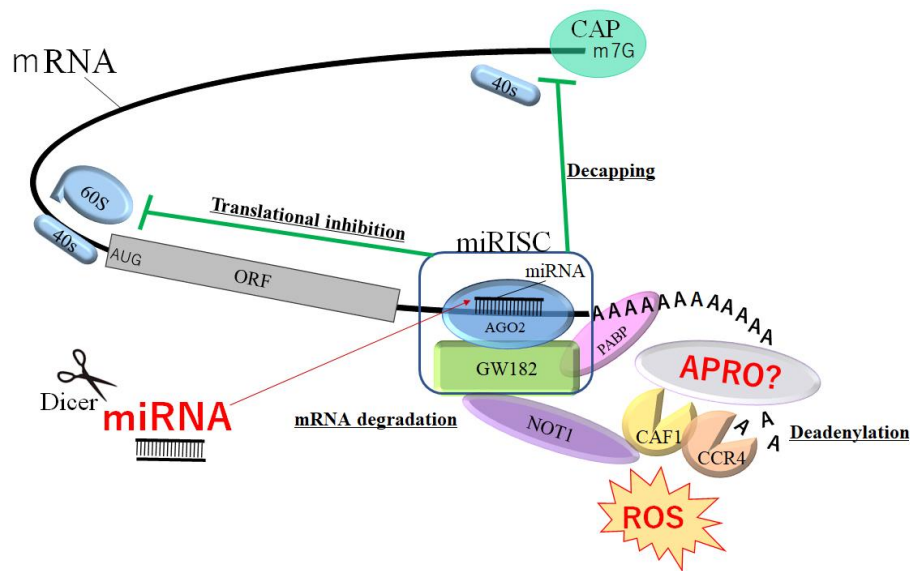 CAP
m7G
mRNA
40s
Decapping
60S
Translational inhibition
40s
AUG
miRISC
ORF
miRNA
AGO2
AAAAAAAAAAA
PABP
GW182
APRO?
Dicer
miRNA
mRNA degradation
NOT1
CAF1
CCR4
A
A
A
Deadenylation
ROS